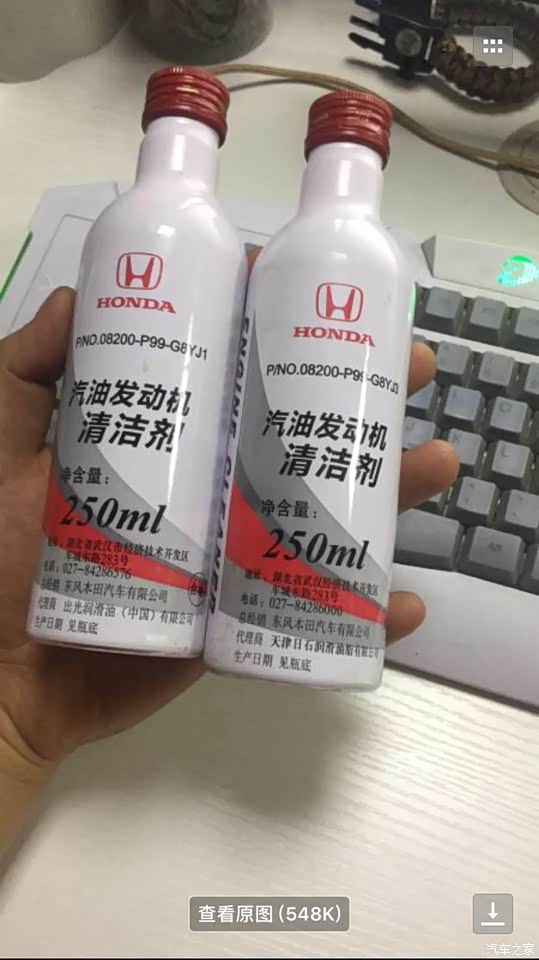 HONDA
P/NO.08200-P99-G8YJ1
汽油发动机
清洁剂
净含量：
250ml
地址：湖北省武汉市经济技术开发区
车城东路283号
电话：027-84286576
总经销 东风本田汽车有限公司
代理商 出光润滑油（中国）有限公司
生产日期 见瓶底
ENGINE CLEANER
HONDA
P/NO.08200-P99-G8YJ3
汽油发动机
清洁剂
净含量：
250ml
地址：湖北省武汉经济技术开发区
车城东路283号
电话：027-84286000
总经销 东风本田汽车有限公司
代理商 天津日石润滑油脂有限公司
生产日期 见瓶底
查看原图 (548K)
汽车之家